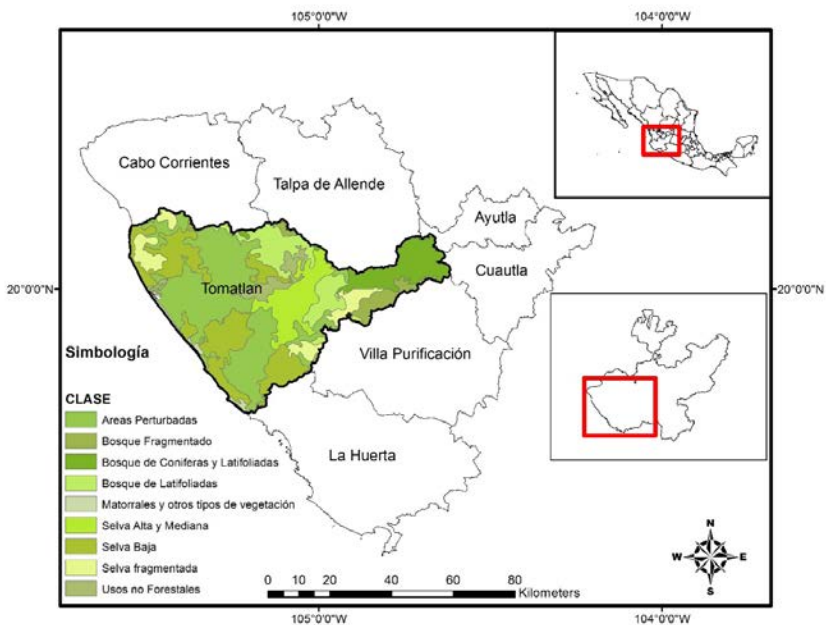 105°0'0"W
104°0'0"W
Cabo Corrientes
Talpa de Allende
Ayutla
Cuautla
20°0'0"N
20°0'0"N
Tomatlan
Villa Purificación
La Huerta
Simbología
CLASE
Areas Perturbadas
Bosque Fragmentado
Bosque de Coniferas y Latifoliadas
Bosque de Latifoliadas
Matorrales y otros tipos de vegetación
Selva Alta y Mediana
Selva Baja
Selva fragmentada
Usos no Forestales
0 10 20 40 60 80
Kilometers
N
W E
S
105°0'0"W
104°0'0"W